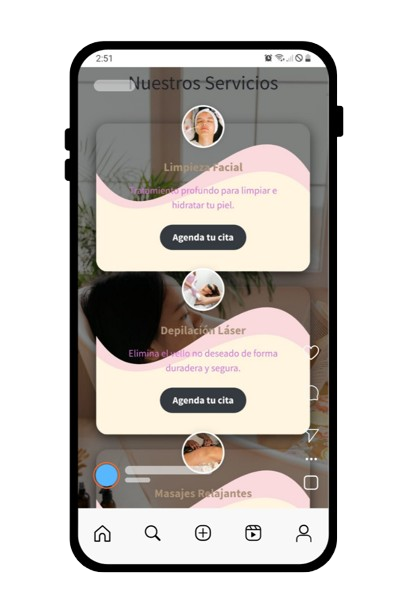 2:51
Nuestros Servicios
Limpieza Facial
Tratamiento profundo para limpiar e
hidratar tu piel.
Agenda tu cita
Depilación Láser
Elimina el vello no deseado de forma
duradera y segura.
Agenda tu cita
Masajes Relajantes